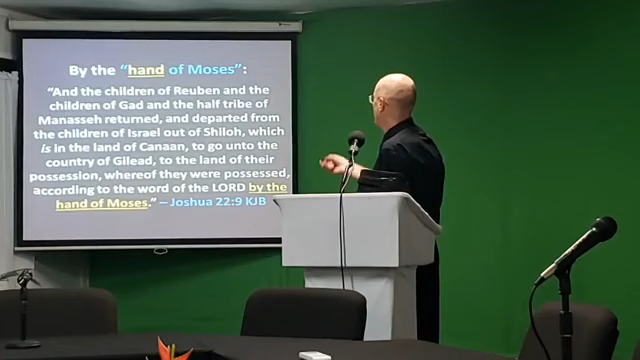 By the “hand of Moses”:
“And the children of Reuben and the
children of Gad and the half tribe of
Manasseh returned, and departed from
the children of Israel out of Shiloh, which
is in the land of Canaan, to go unto the
country of Gilead, to the land of their
possession, whereof they were possessed,
according to the word of the LORD by the
hand of Moses.” – Joshua 22:9 KJB